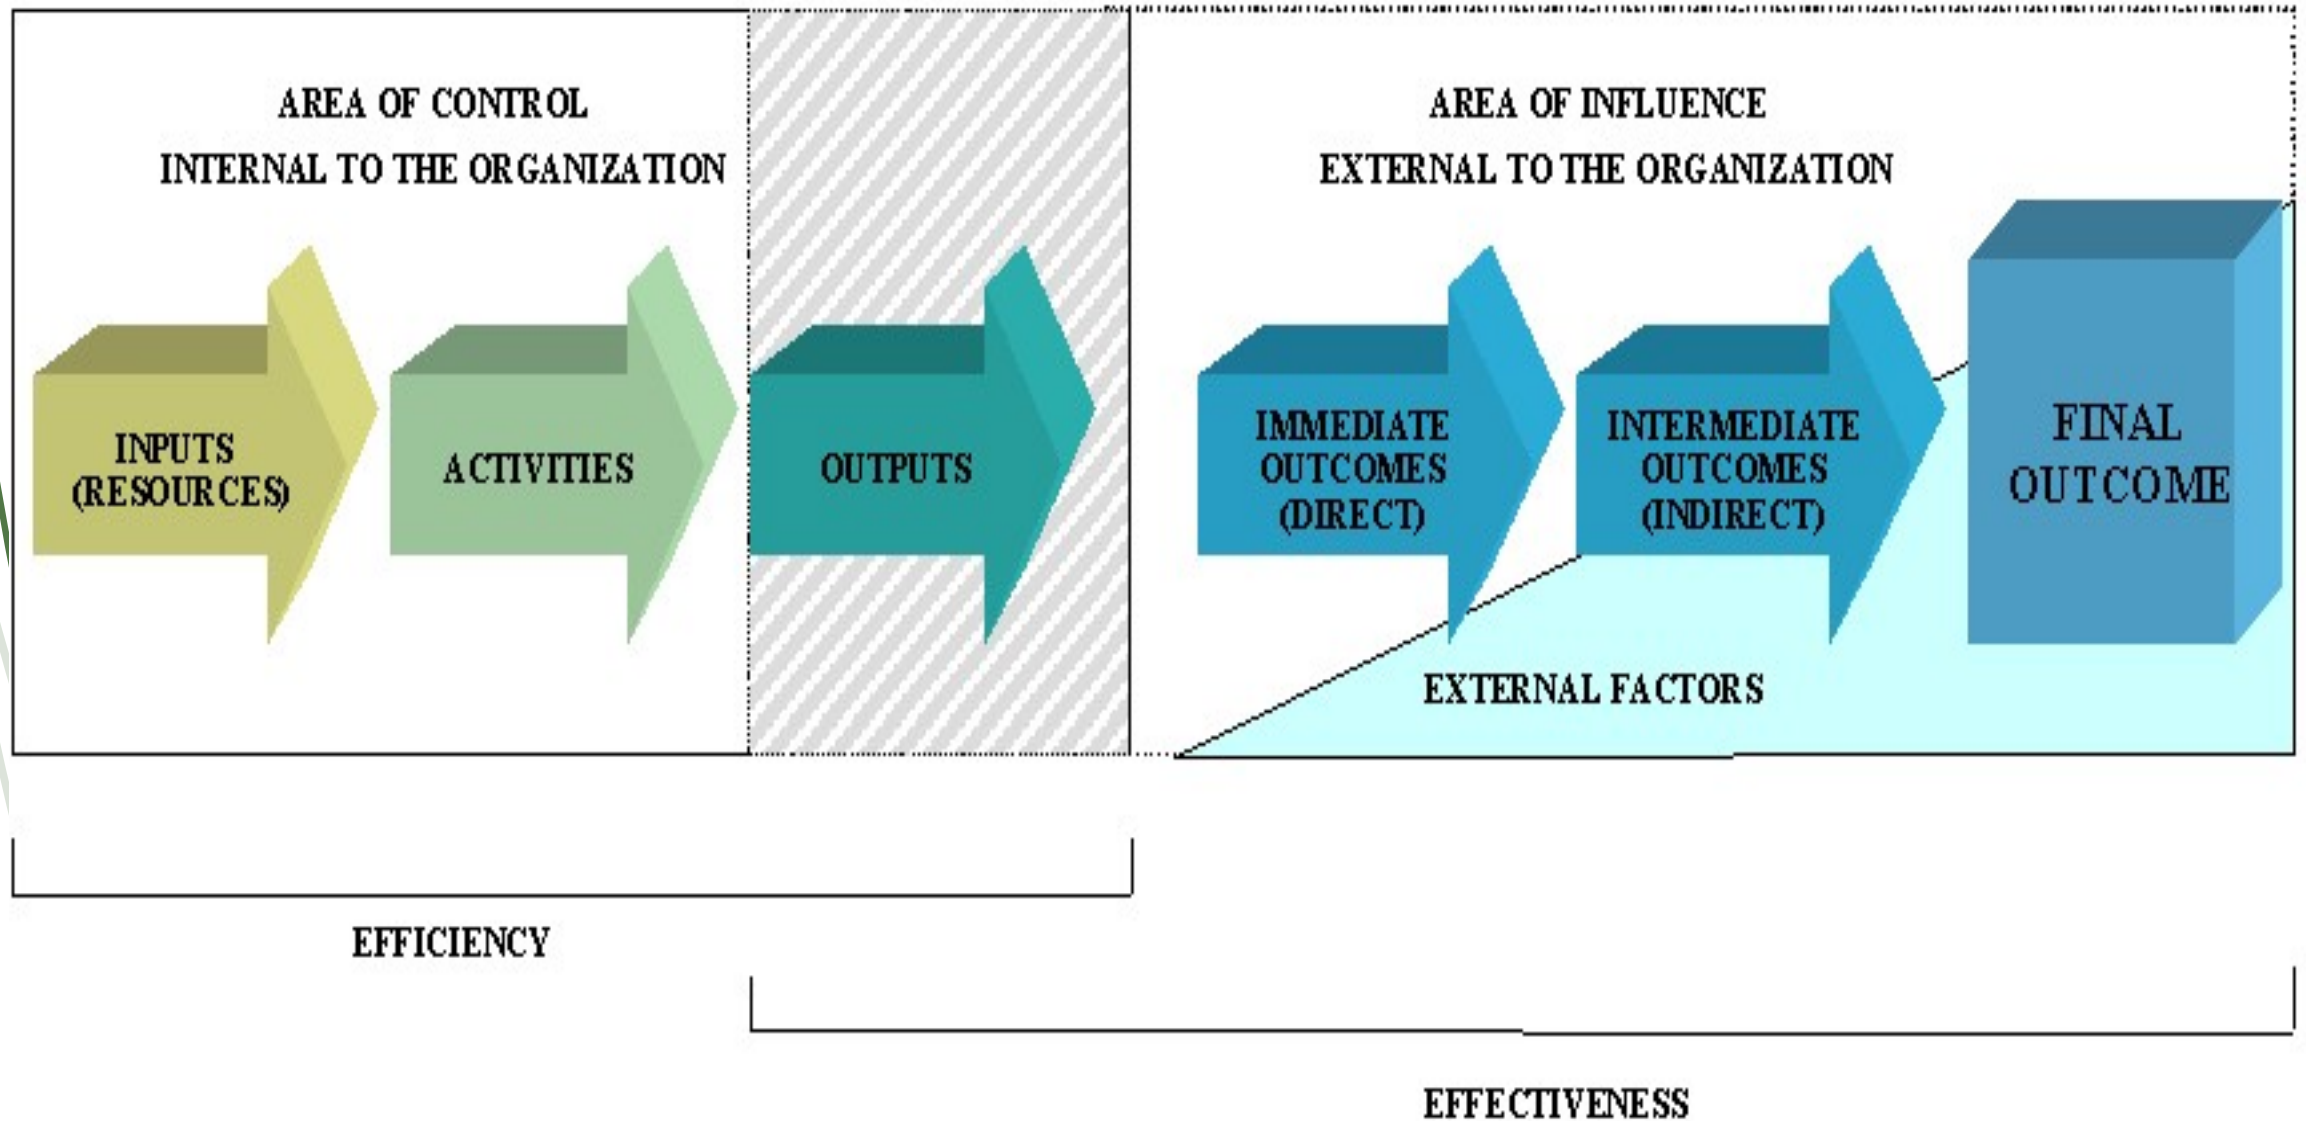 AREA OF CONTROL
INTERNAL TO THE ORGANIZATION
AREA OF INFLUENCE
EXTERNAL TO THE ORGANIZATION
INPUTS
(RESOURCES)
ACTIVITIES
OUTPUTS
IMMEDIATE
OUTCOMES
(DIRECT)
INTERMEDIATE
OUTCOMES
(INDIRECT)
FINAL
OUTCOME
EXTERNAL FACTORS
EFFICIENCY
EFFECTIVENESS